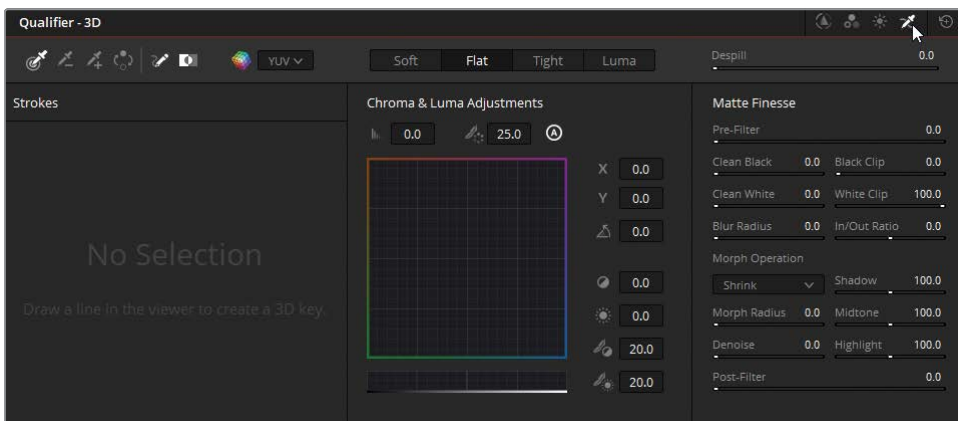 Qualifier - 3D
YUV
Soft Flat Tight Luma
Despill 0.0
Strokes
No Selection
Draw a line in the viewer to create a 3D key.
Chroma & Luma Adjustments
0.0 25.0 A
X 0.0
Y 0.0
0.0
0.0
0.0
20.0
20.0
Matte Finesse
Pre-Filter 0.0
Clean Black 0.0 Black Clip 0.0
Clean White 0.0 White Clip 100.0
Blur Radius 0.0 In/Out Ratio 0.0
Morph Operation
Shrink Shadow 100.0
Morph Radius 0.0 Midtone 100.0
Denoise 0.0 Highlight 100.0
Post-Filter 0.0